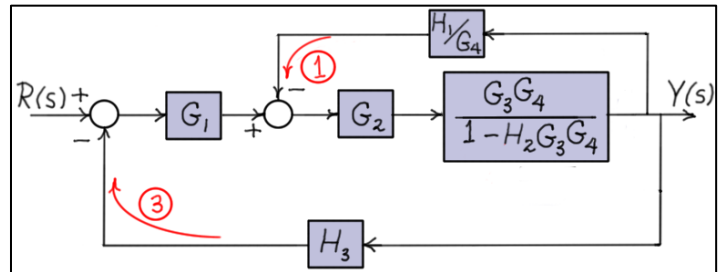 H₁/G₄
①
R(s) + − G₁ + − G₂ G₃G₄ / 1 − H₂G₃G₄ Y(s)
③
H₃